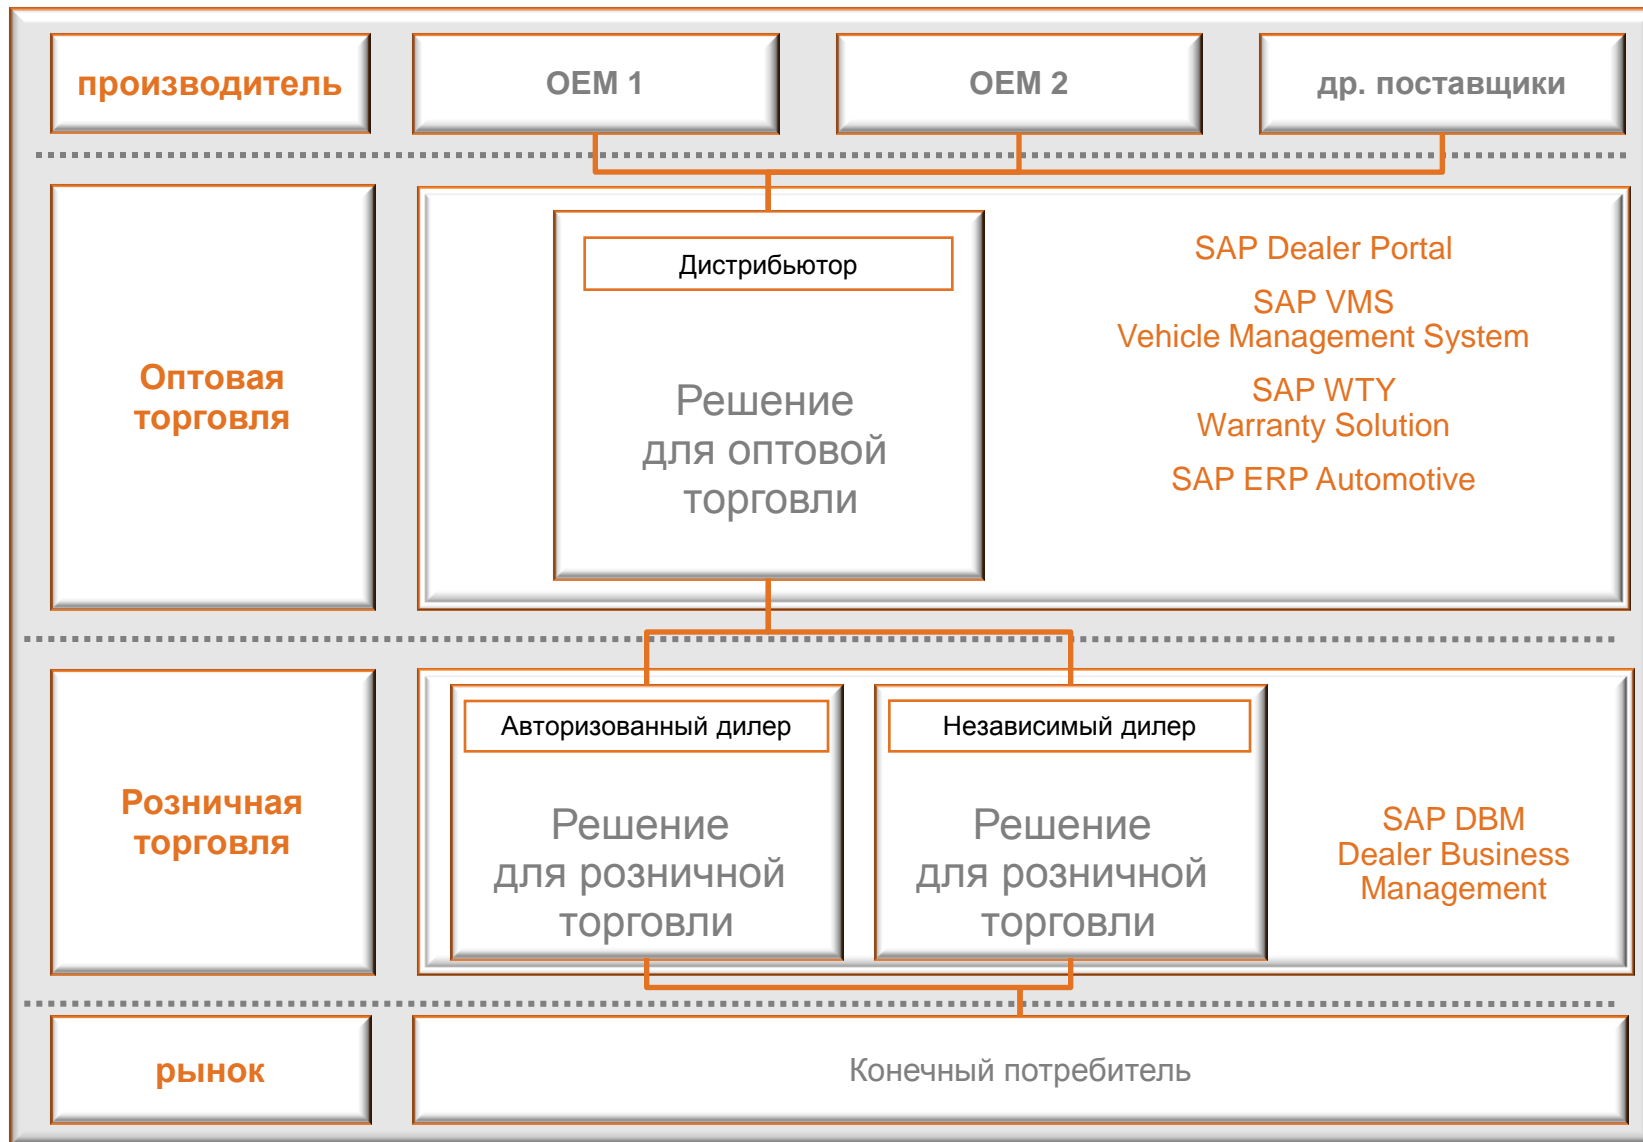 производитель
OEM 1
OEM 2
др. поставщики
Оптовая
торговля
Дистрибьютор
Решение
для оптовой
торговли
SAP Dealer Portal
SAP VMS
Vehicle Management System
SAP WTY
Warranty Solution
SAP ERP Automotive
Розничная
торговля
Авторизованный дилер
Решение
для розничной
торговли
Независимый дилер
Решение
для розничной
торговли
SAP DBM
Dealer Business
Management
рынок
Конечный потребитель